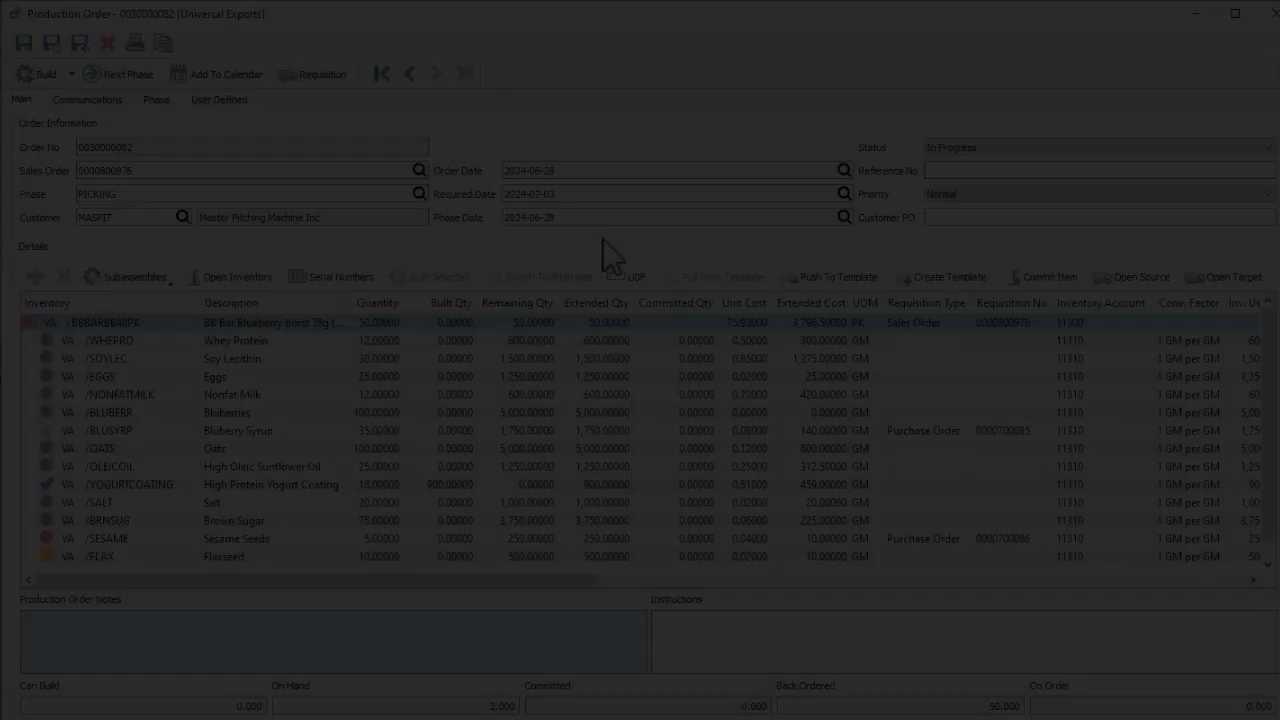 Production Order - 0030000082 [Universal Exports]
Build Next Phase Add To Calendar Requisition
Main Communications Phase User Defined
Order Information
Order No 0030000082 Status In Progress
Sales Order 0000800976 Order Date 2024-06-28 Reference No
Phase PICKING Required Date 2024-07-03 Priority Normal
Customer MASPIT Master Pitching Machine Inc Phase Date 2024-06-28 Customer PO
Details
Subassemblies Open Inventory Serial Numbers Build Selected Switch To Alternate UDF Pull From Template Push To Template Create Template Commit Item Open Source Open Target
Inventory Description Quantity Built Qty Remaining Qty Extended Qty Committed Qty Unit Cost Extended Cost UOM Requisition Type Requisition No Inventory Account Conv. Factor Inv. Us
VA /BBBARBB48PK BB Bar Blueberry Burst 78g (... 50.00000 0.00000 50.00000 50.00000 75.93000 3,796.50000 PK Sales Order 0000800976 11300
VA /WHEPRO Whey Protein 12.00000 0.00000 600.00000 600.00000 0.00000 0.50000 300.00000 GM 11310 1 GM per GM 60
VA /SOYLEC Soy Lecithin 30.00000 0.00000 1,500.00000 1,500.00000 0.00000 0.85000 1,275.00000 GM 11310 1 GM per GM 1,50
VA /EGGS Eggs 25.00000 0.00000 1,250.00000 1,250.00000 0.00000 0.02000 25.00000 GM 11310 1 GM per GM 1,25
VA /NONFATMILK Nonfat Milk 12.00000 0.00000 600.00000 600.00000 0.00000 0.70000 420.00000 GM 11310 1 GM per GM 60
VA /BLUBERR Bluberries 100.00000 0.00000 5,000.00000 5,000.00000 0.00000 0.00000 0.00000 GM 11310 1 GM per GM 5,00
VA /BLUSYRP Bluberry Syrup 35.00000 0.00000 1,750.00000 1,750.00000 0.00000 0.08000 140.00000 GM Purchase Order 0000700085 11310 1 GM per GM 1,75
VA /OATS Oats 100.00000 0.00000 5,000.00000 5,000.00000 0.00000 0.12000 600.00000 GM 11310 1 GM per GM 5,00
VA /OLEICOIL High Oleic Sunflower Oil 25.00000 0.00000 1,250.00000 1,250.00000 0.00000 0.25000 312.50000 GM 11310 1 GM per GM 1,25
VA /YOGURTCOATING High Protein Yogurt Coating 18.00000 900.00000 0.00000 900.00000 0.00000 0.51000 459.00000 GM 11310 1 GM per GM 90
VA /SALT Salt 20.00000 0.00000 1,000.00000 1,000.00000 0.00000 0.02000 20.00000 GM 11310 1 GM per GM 1,00
VA /BRNSUG Brown Sugar 75.00000 0.00000 3,750.00000 3,750.00000 0.00000 0.06000 225.00000 GM 11310 1 GM per GM 3,75
VA /SESAME Sesame Seeds 5.00000 0.00000 250.00000 250.00000 0.00000 0.04000 10.00000 GM Purchase Order 0000700086 11310 1 GM per GM 25
VA /FLAX Flaxseed 10.00000 0.00000 500.00000 500.00000 0.00000 0.02000 10.00000 GM 11310 1 GM per GM 50
Production Order Notes Instructions
Can Build On Hand Committed Back Ordered On Order
0.000 2.000 0.000 50.000 0.000